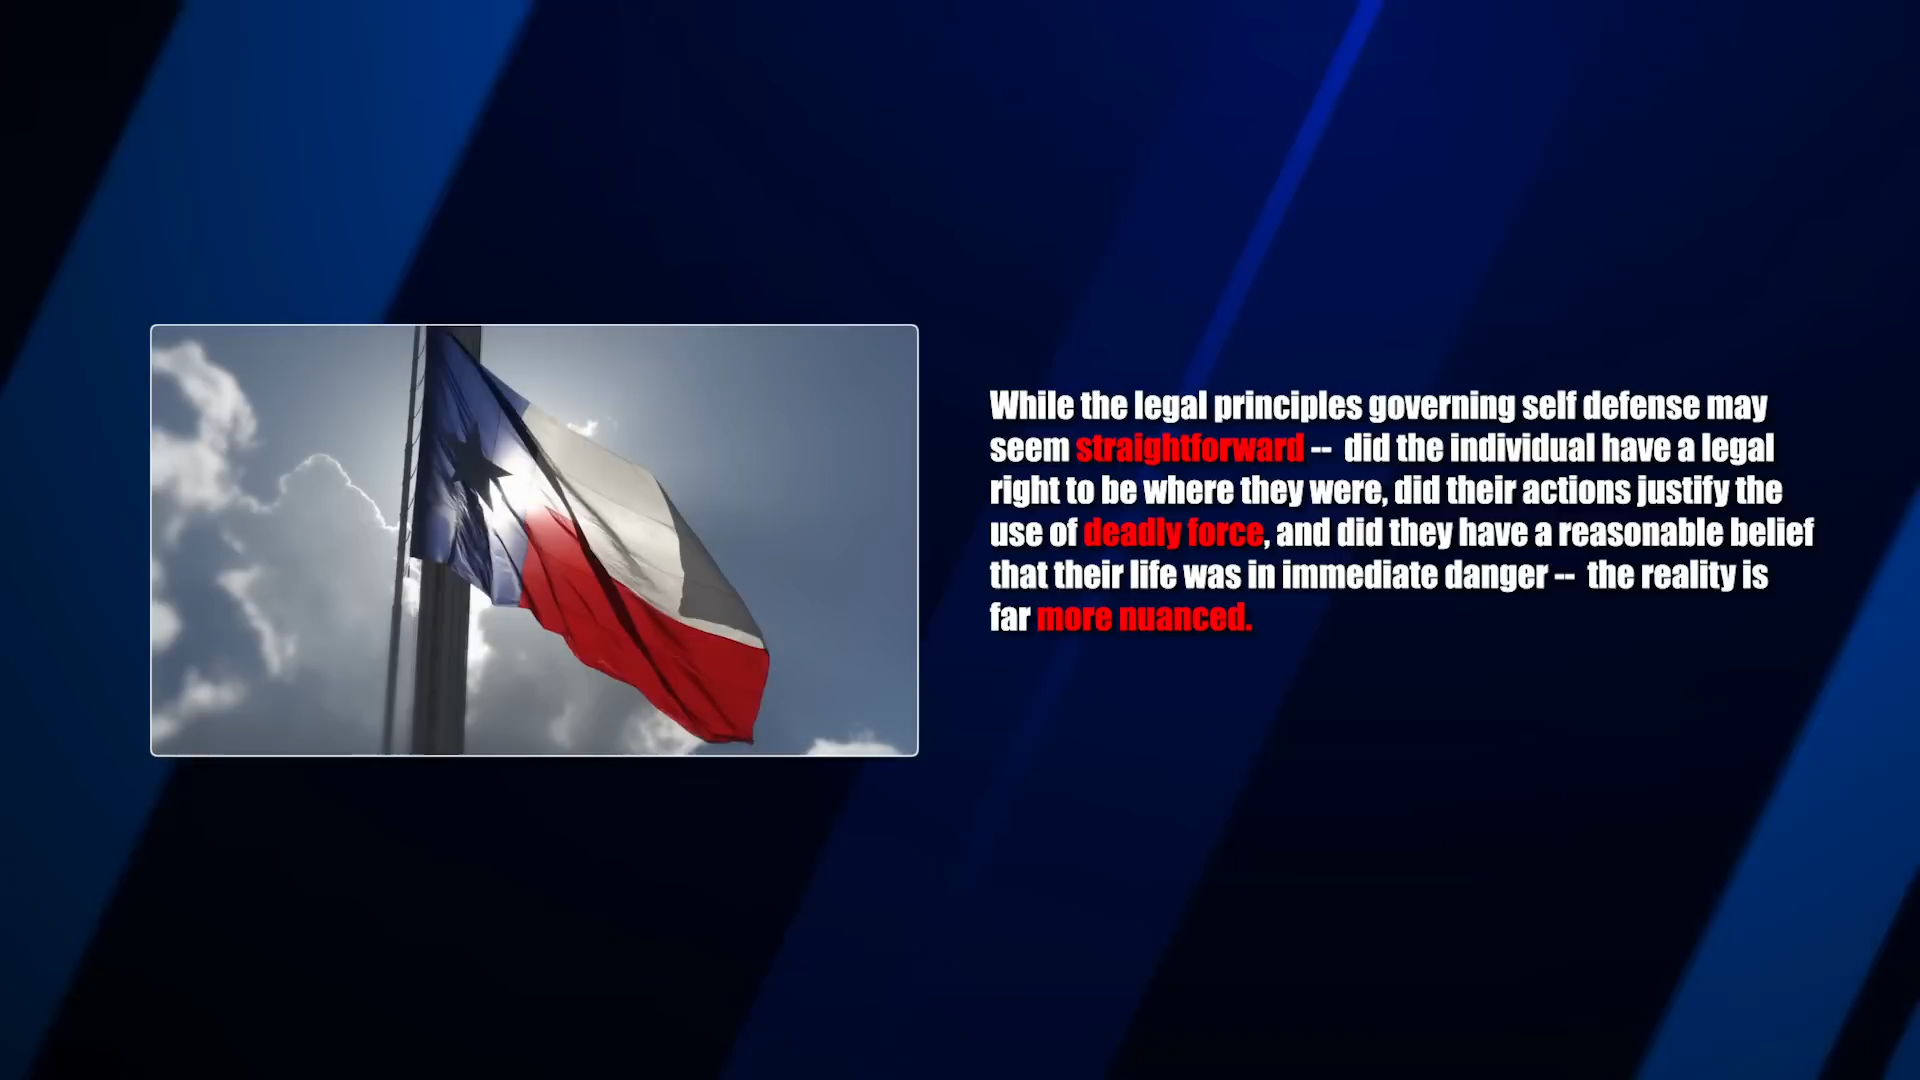 While the legal principles governing self defense may
seem straightforward -- did the individual have a legal
right to be where they were, did their actions justify the
use of deadly force, and did they have a reasonable belief
that their life was in immediate danger -- the reality is
far more nuanced.